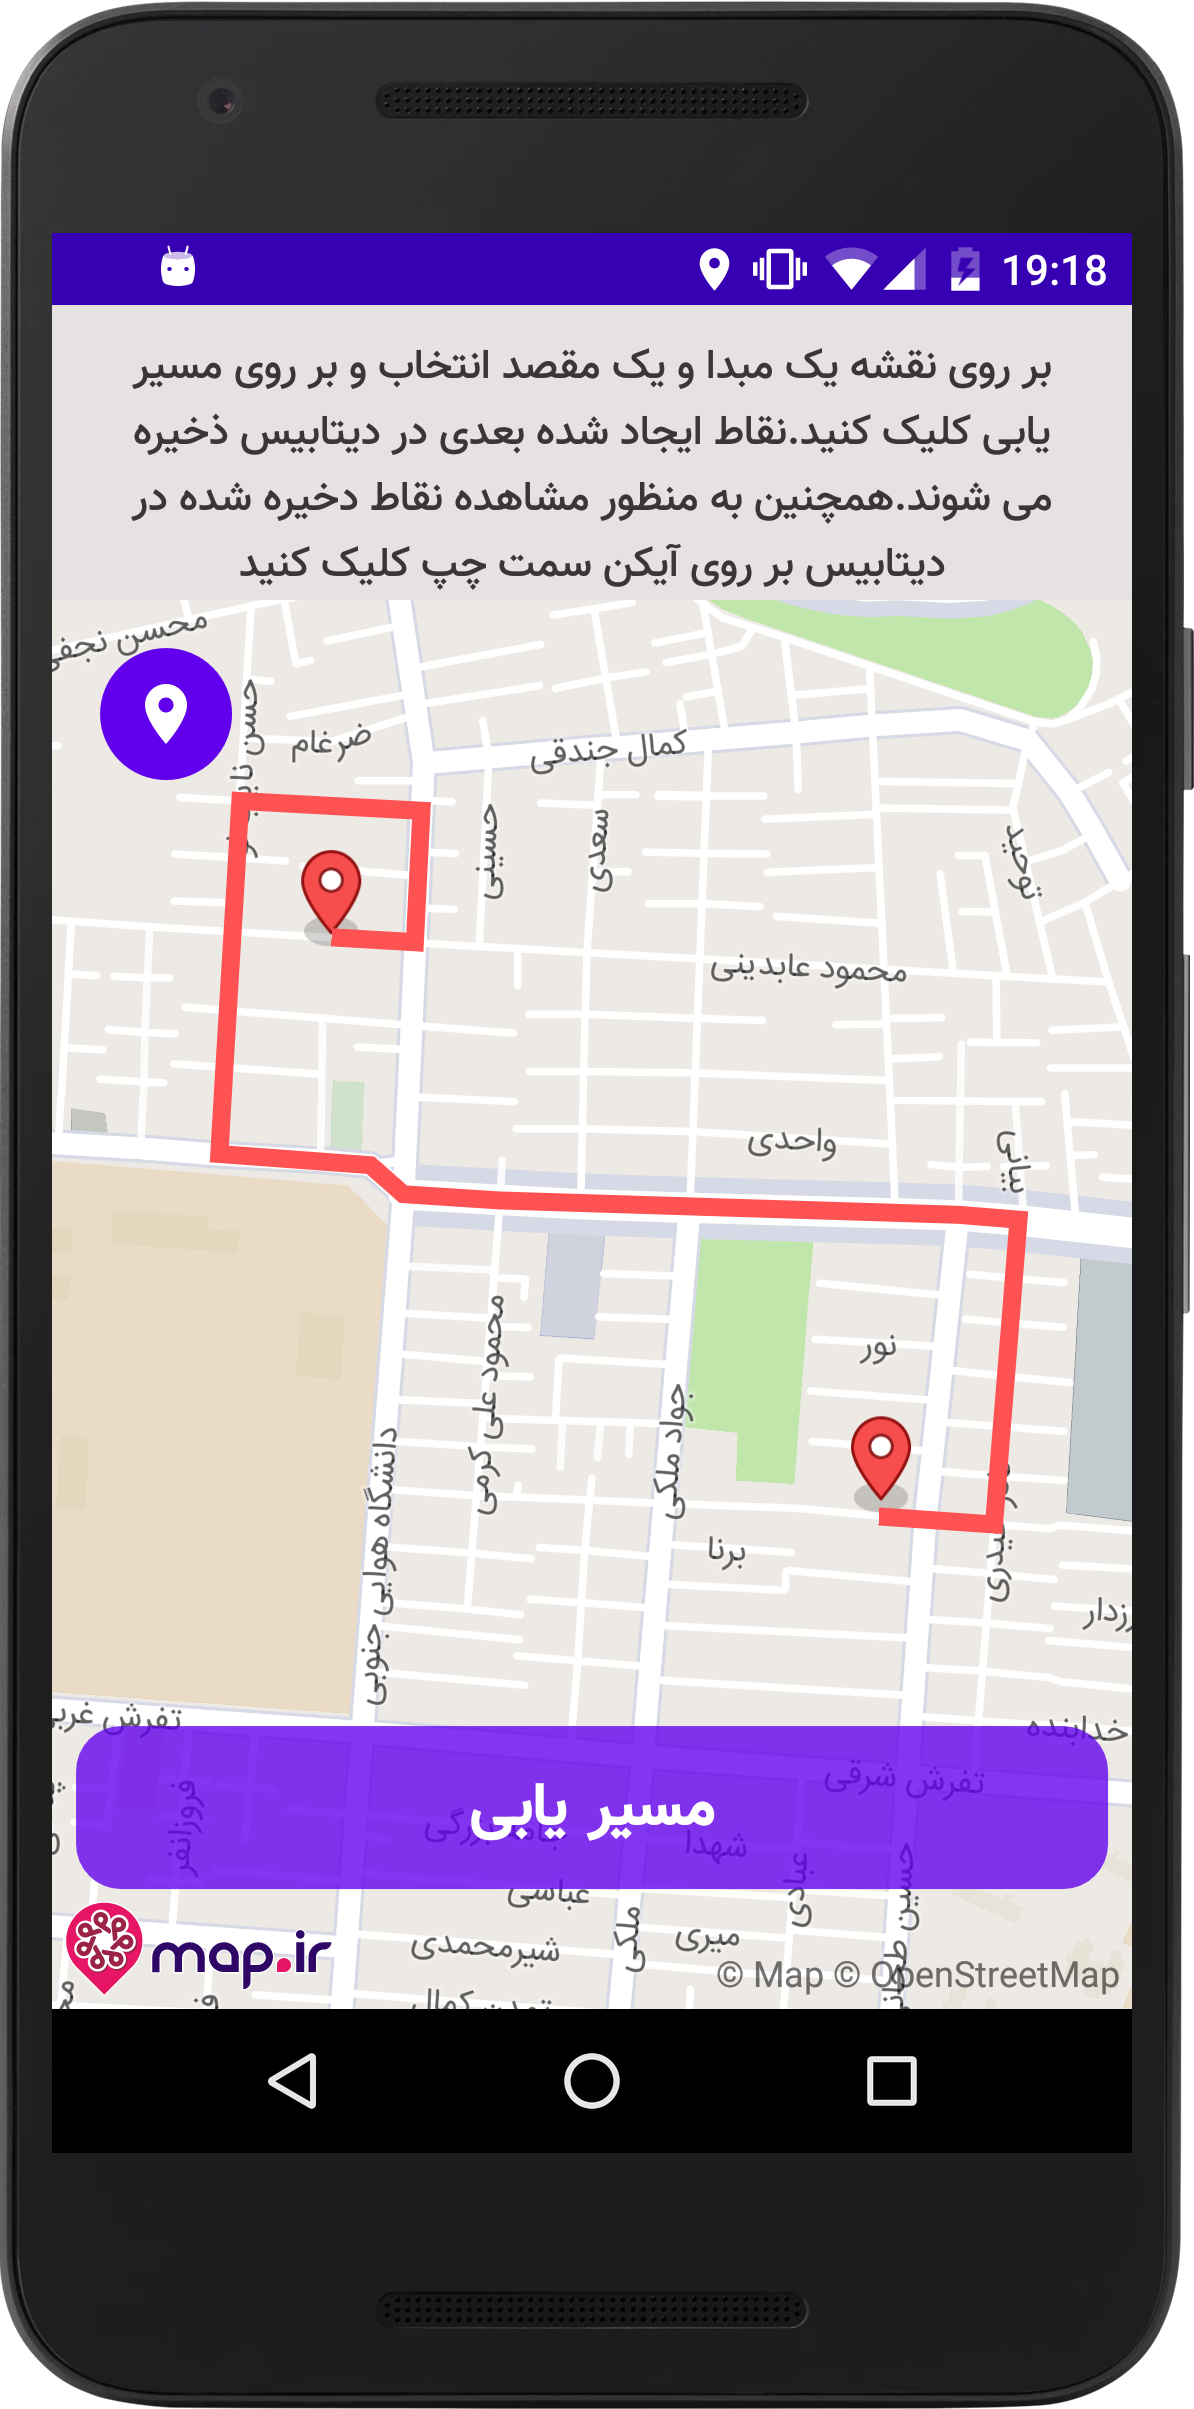 19:18
بر روی نقشه یک مبدا و یک مقصد انتخاب و بر روی مسیر
یابی کلیک کنید.نقاط ایجاد شده بعدی در دیتابیس ذخیره
می شوند.همچنین به منظور مشاهده نقاط دخیره شده در
دیتابیس بر روی آیکن سمت چپ کلیک کنید
محسن نجفی
حسن
ضرغام
کمال جندقی
حسینی
سعدی
توحید
محمود عابدینی
واحدی
بیانی
محمود علی کرمی
نور
جواد ملکی
دانشگاه هوایی جنوبی
برنا
تفرش غربی
خدابنده
تفرش شرقی
فروزانفر
مسیر یابی
شهدا
عبادی
حسین
عباسی
ملکی
میری
شیرمحمدی
map.ir
© Map © OpenStreetMap